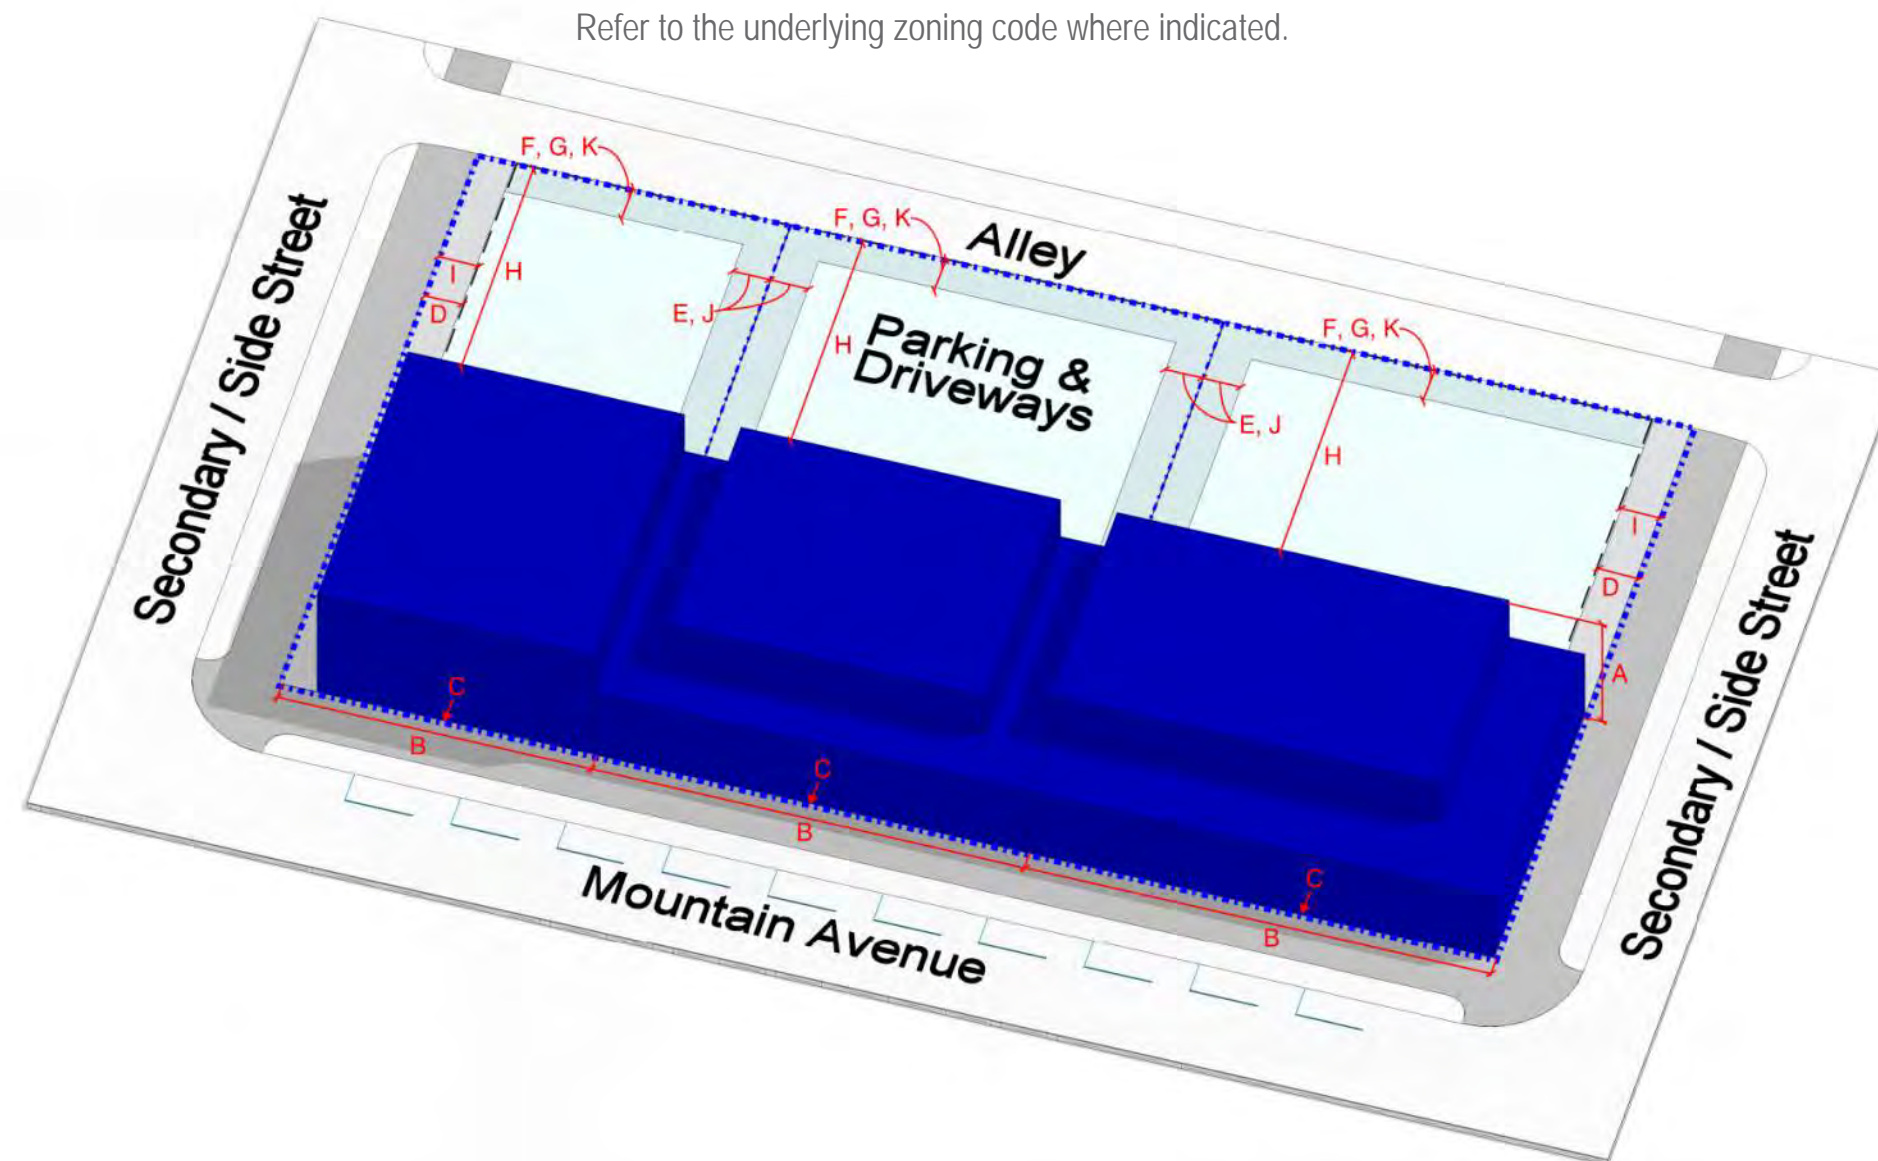 Refer to the underlying zoning code where indicated.
F, G, K
F, G, K
Alley
F, G, K
Secondary / Side Street
I
H
D
E, J
H
Parking &
Driveways
E, J
H
I
D
A
Secondary / Side Street
C
B
C
B
C
B
Mountain Avenue